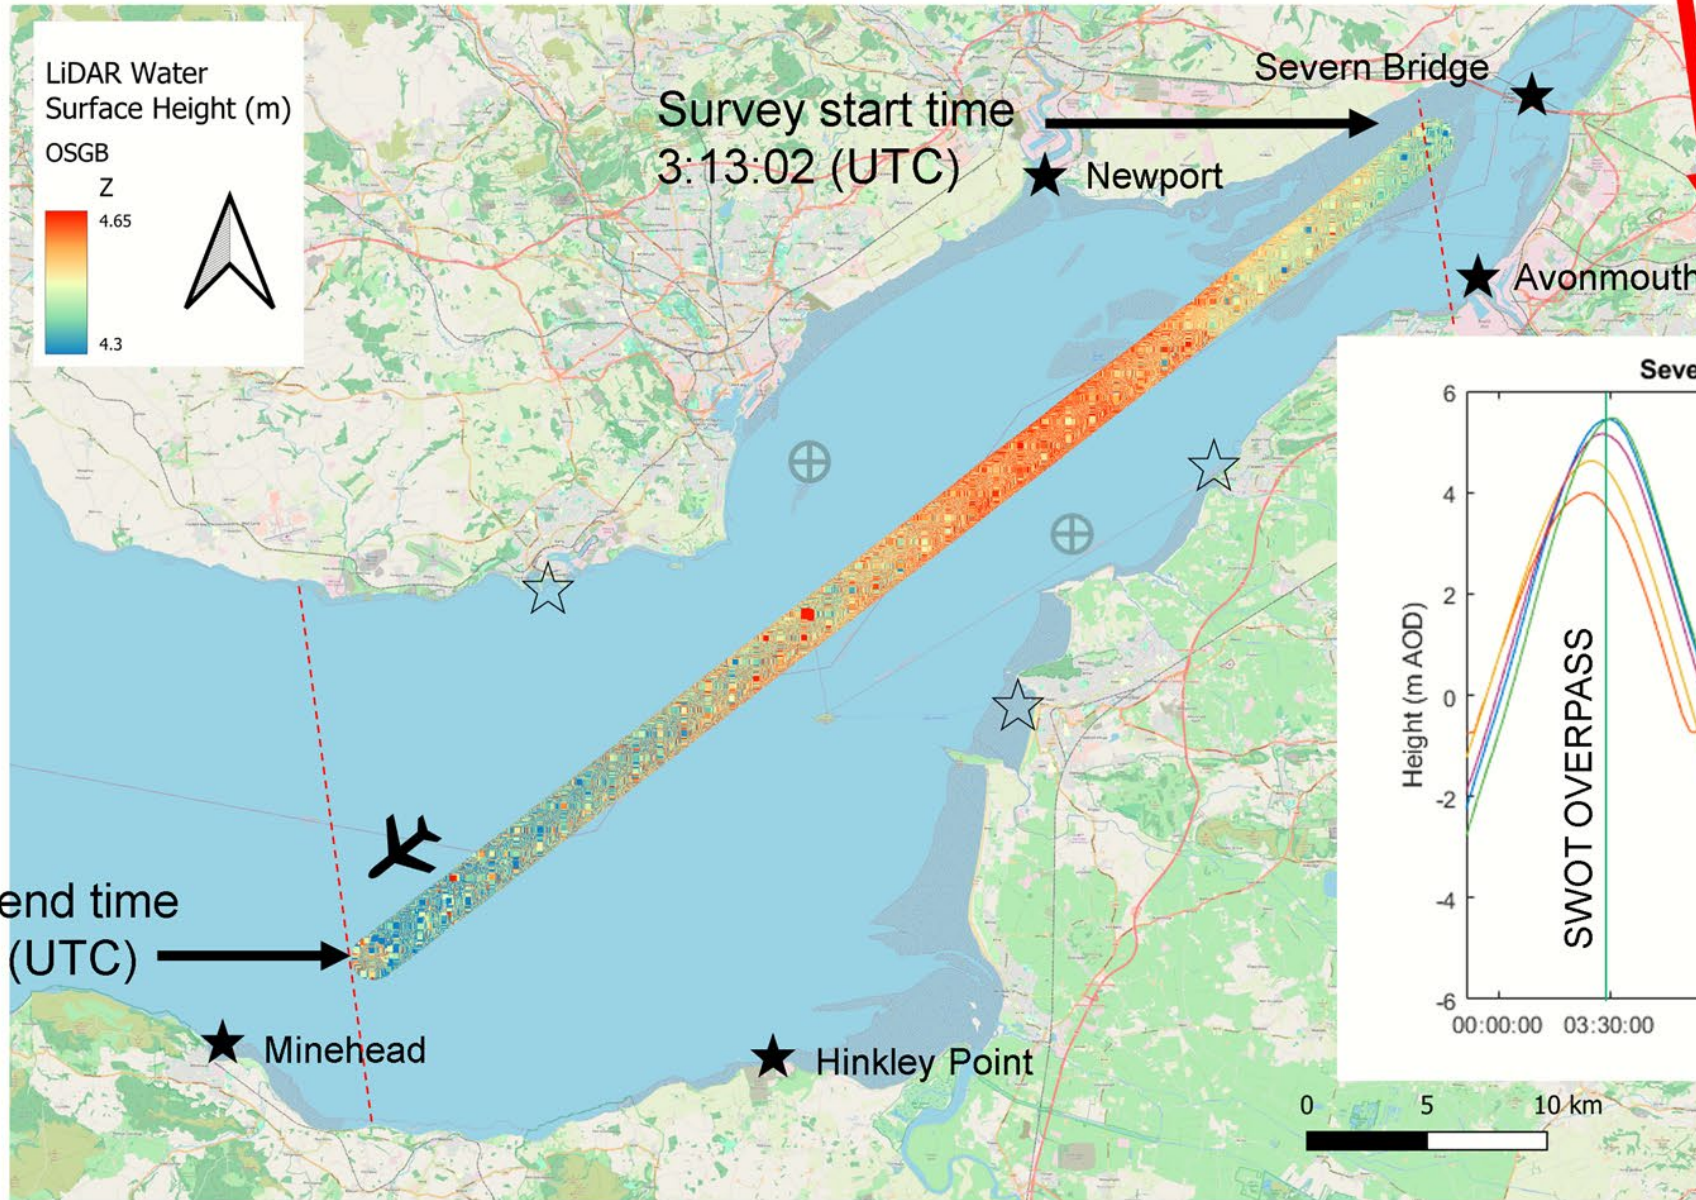 LiDAR Water
Surface Height (m)
OSGB
Z
4.65
4.3
Severn Bridge
Survey start time
3:13:02 (UTC)
Newport
Avonmouth
end time
(UTC)
Minehead
Hinkley Point
Seve
6
4
2
0
-2
-4
-6
Height (m AOD)
SWOT OVERPASS
00:00:00 03:30:00
0 5 10 km